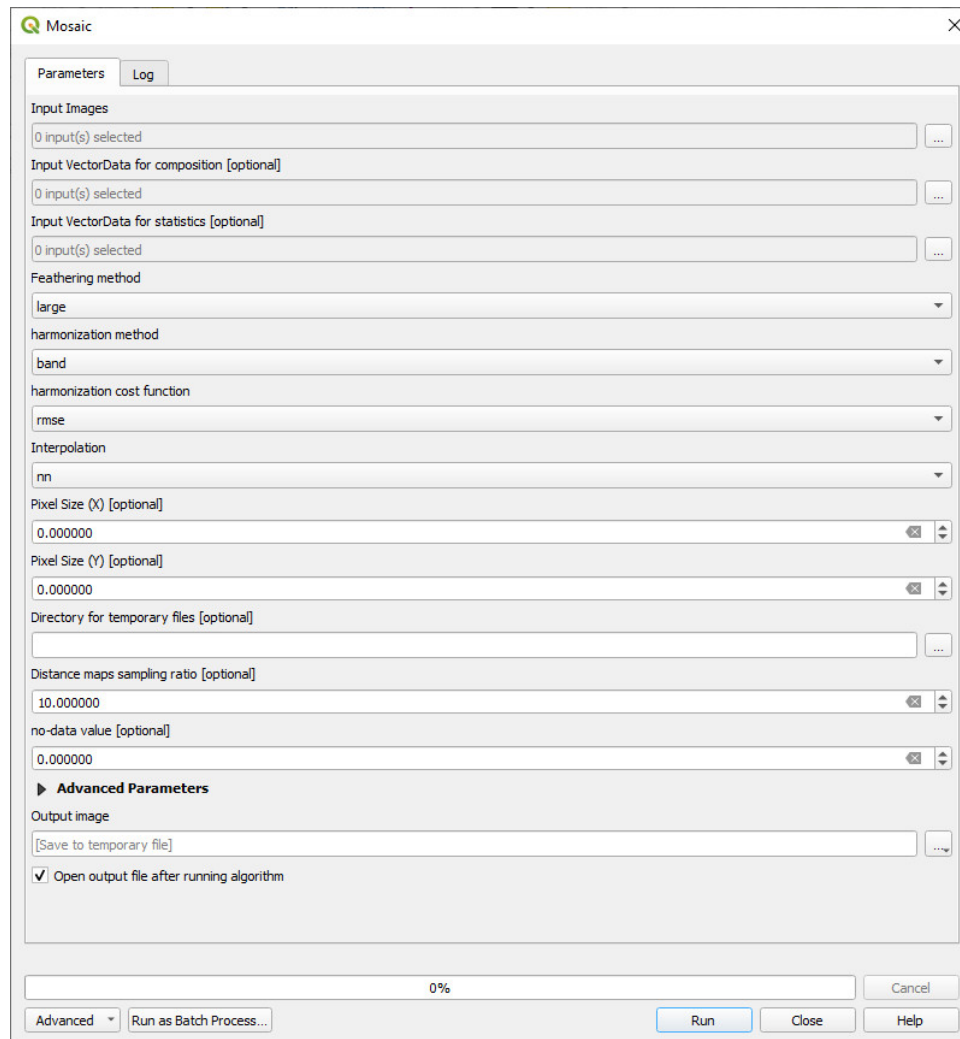 Mosaic
Parameters
Log
Input Images
0 input(s) selected
...
Input VectorData for composition [optional]
0 input(s) selected
...
Input VectorData for statistics [optional]
0 input(s) selected
...
Feathering method
large
harmonization method
band
harmonization cost function
rmse
Interpolation
nn
Pixel Size (X) [optional]
0.000000
Pixel Size (Y) [optional]
0.000000
Directory for temporary files [optional]
...
Distance maps sampling ratio [optional]
10.000000
no-data value [optional]
0.000000
Advanced Parameters
Output image
[Save to temporary file]
...
Open output file after running algorithm
0%
Cancel
Advanced
Run as Batch Process...
Run
Close
Help